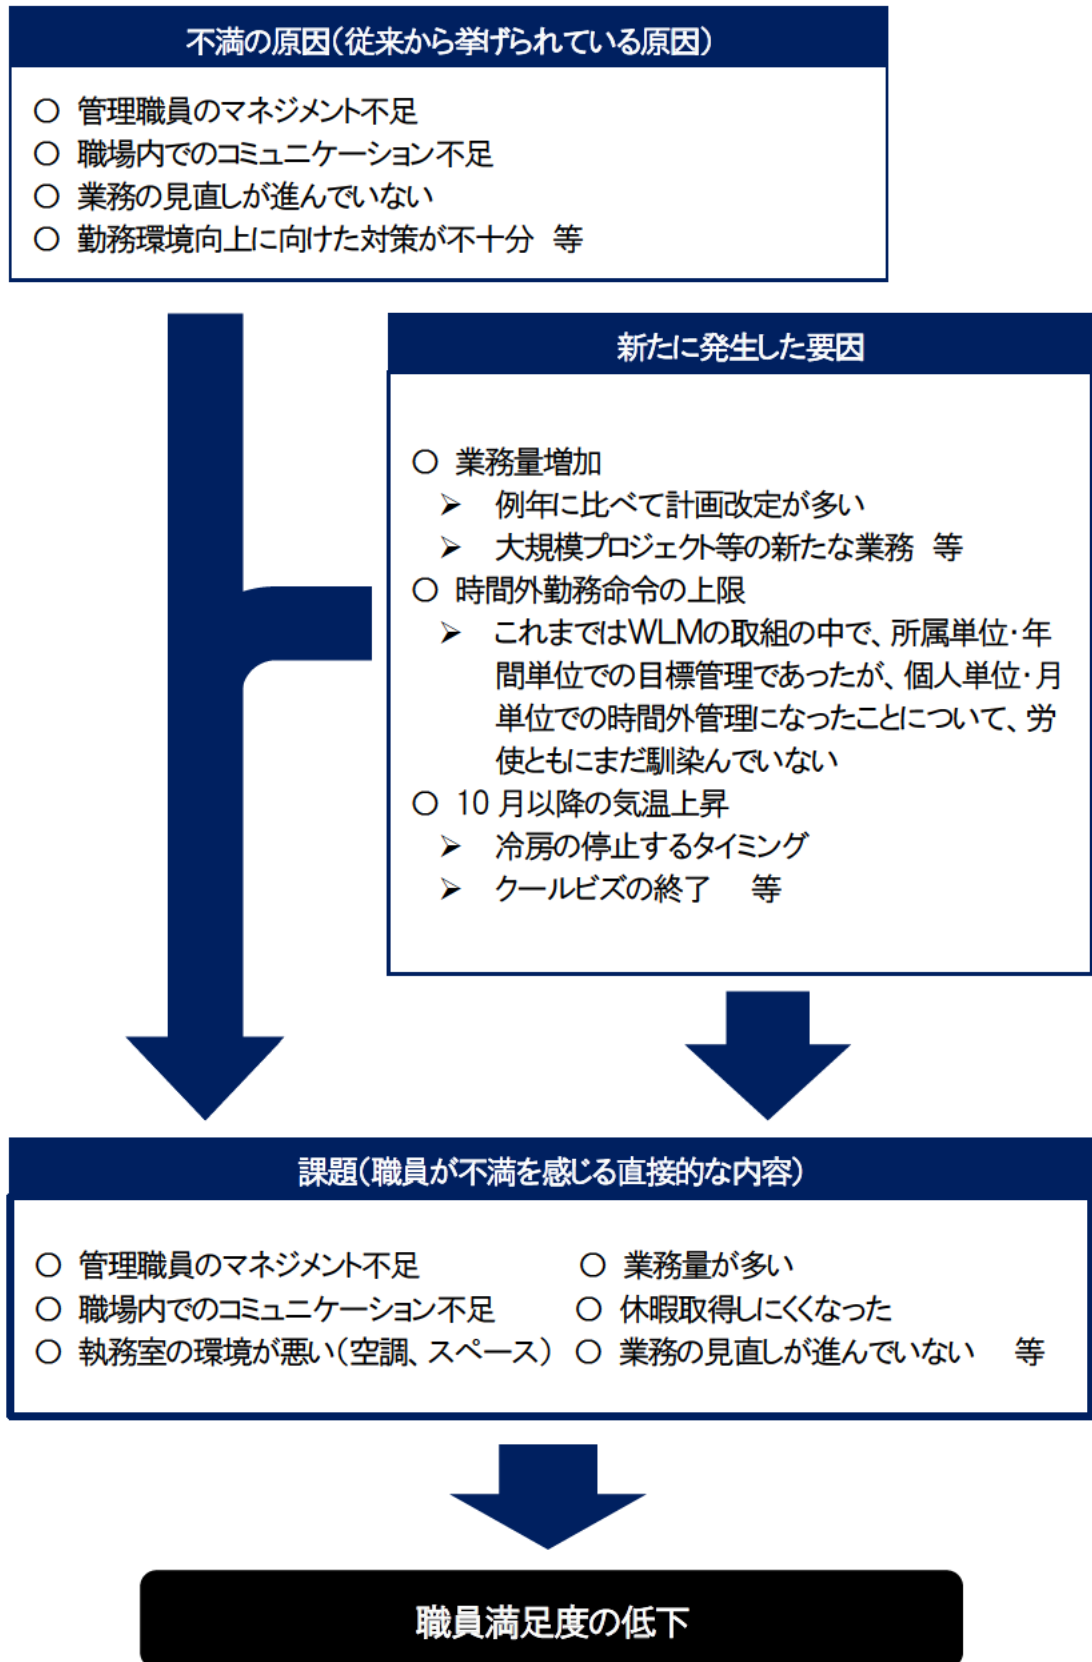 不満の原因(従来から挙げられている原因)
○ 管理職員のマネジメント不足
○ 職場内でのコミュニケーション不足
○ 業務の見直しが進んでいない
○ 勤務環境向上に向けた対策が不十分 等
新たに発生した要因
○ 業務量増加
➢ 例年に比べて計画改定が多い
➢ 大規模プロジェクト等の新たな業務 等
○ 時間外勤務命令の上限
➢ これまではWLMの取組の中で、所属単位・年
間単位での目標管理であったが、個人単位・月
単位での時間外管理になったことについて、労
使ともにまだ馴染んでいない
○ 10月以降の気温上昇
➢ 冷房の停止するタイミング
➢ クールビズの終了 等
課題(職員が不満を感じる直接的な内容)
○ 管理職員のマネジメント不足 ○ 業務量が多い
○ 職場内でのコミュニケーション不足 ○ 休暇取得しにくくなった
○ 執務室の環境が悪い(空調、スペース) ○ 業務の見直しが進んでいない 等
職員満足度の低下